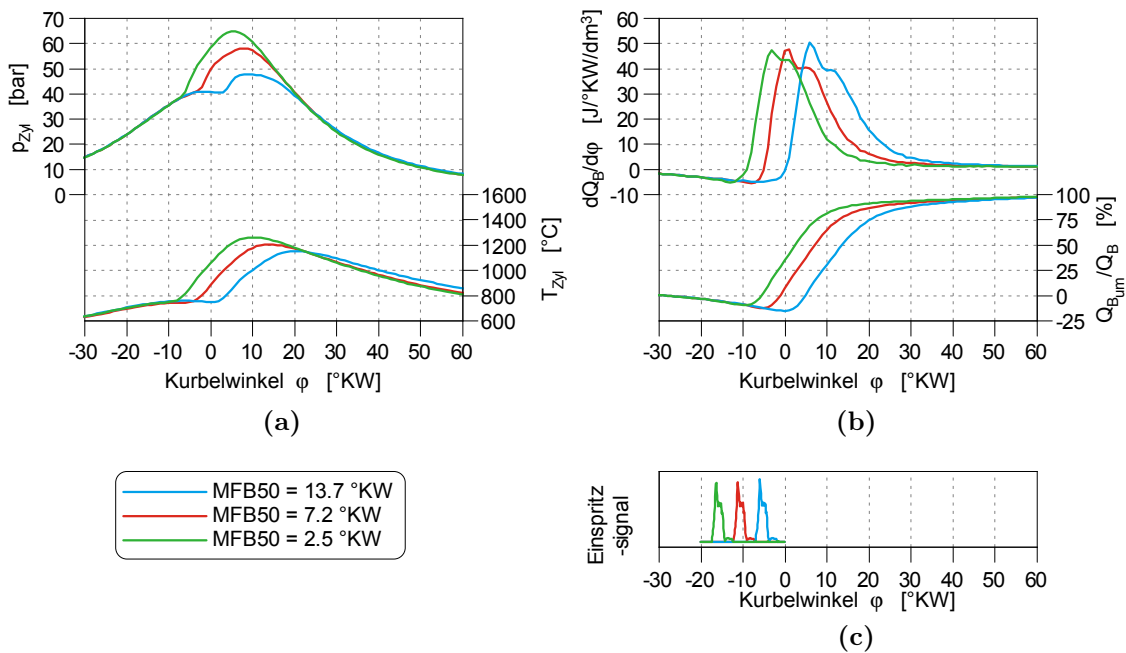 70
60
50
40
30
20
10
0
p_Zyl [bar]
1600
1400
1200
1000
800
600
T_Zyl [°C]
-30 -20 -10 0 10 20 30 40 50 60
Kurbelwinkel φ [°KW]
(a)
60
50
40
30
20
10
0
-10
dQ_B/dφ [J/°KW/dm³]
100
75
50
25
0
-25
Q_B_um/Q_B [%]
-30 -20 -10 0 10 20 30 40 50 60
Kurbelwinkel φ [°KW]
(b)
MFB50 = 13.7 °KW
MFB50 = 7.2 °KW
MFB50 = 2.5 °KW
Einspritz
-signal
-30 -20 -10 0 10 20 30 40 50 60
Kurbelwinkel φ [°KW]
(c)